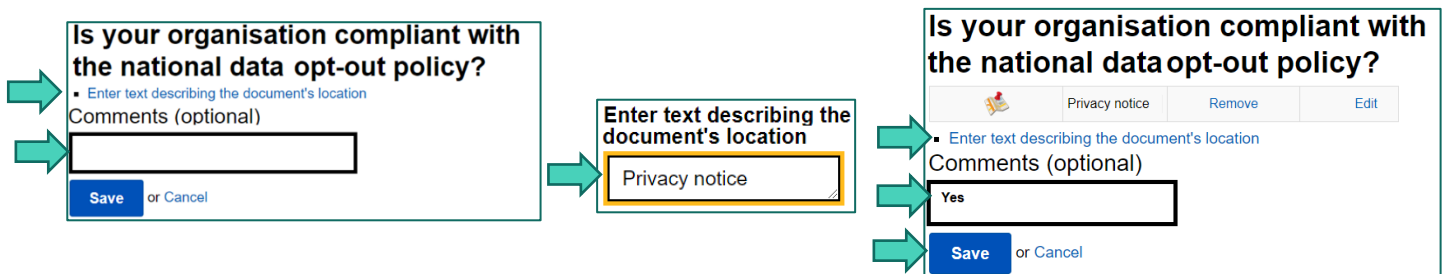 Is your organisation compliant with
the national data opt-out policy?
Enter text describing the document's location
Comments (optional)
Save or Cancel
Enter text describing the
document's location
Privacy notice
Is your organisation compliant with
the national data opt-out policy?
Privacy notice Remove Edit
Enter text describing the document's location
Comments (optional)
Yes
Save or Cancel